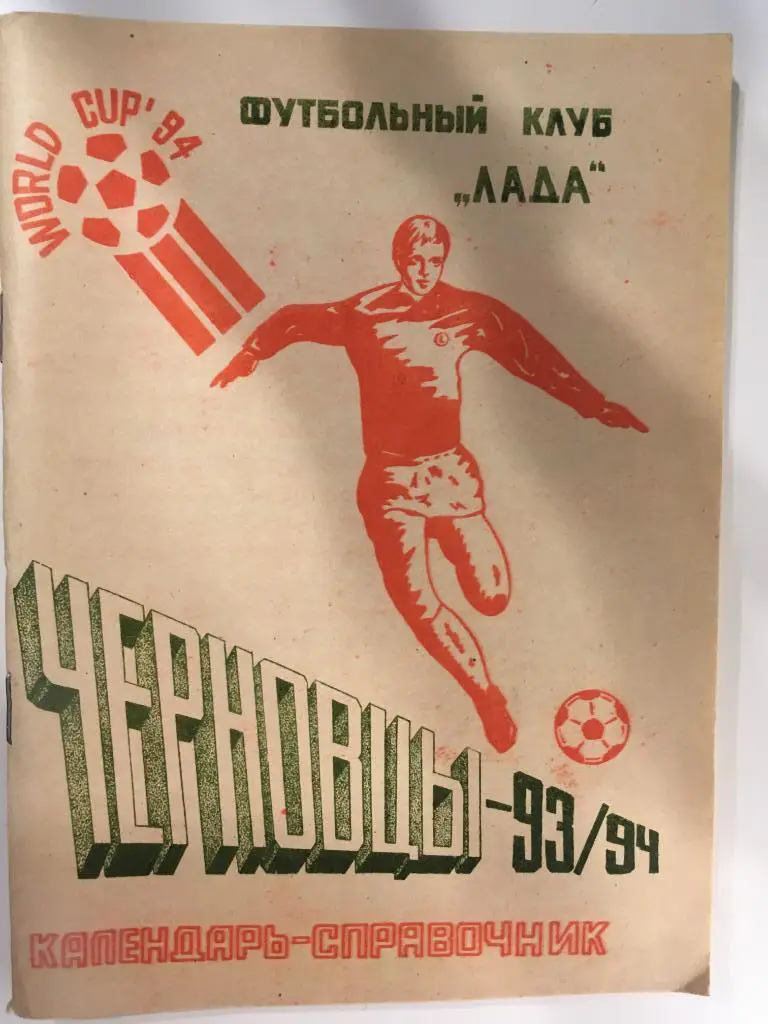 WORLD CUP'94
ФУТБОЛЬНЫЙ КЛУБ
„ЛАДА“
ЧЕРНОВЦЫ-93/94
КАЛЕНДАРЬ-СПРАВОЧНИК